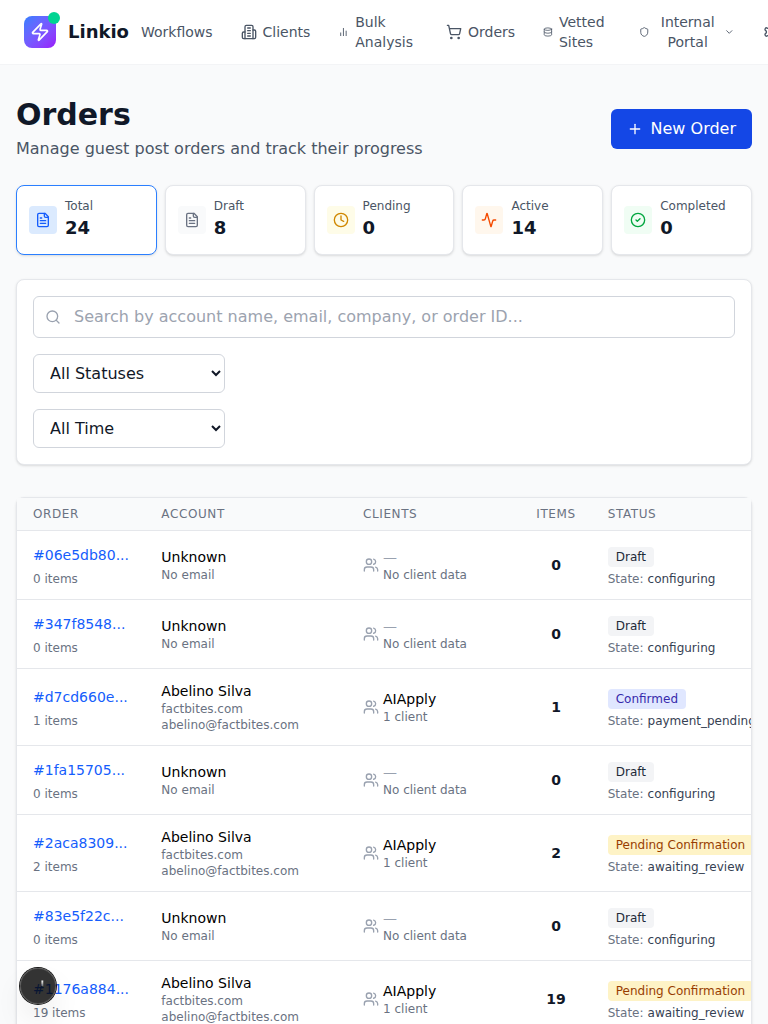 Linkio
Workflows
Clients
Bulk
Analysis
Orders
Vetted
Sites
Internal
Portal
Orders
Manage guest post orders and track their progress
New Order
Total
24
Draft
8
Pending
0
Active
14
Completed
0
Search by account name, email, company, or order ID...
All Statuses
All Time
ORDER ACCOUNT CLIENTS ITEMS STATUS
#06e5db80...
0 items
Unknown
No email
—
No client data
0
Draft
State: configuring
#347f8548...
0 items
Unknown
No email
—
No client data
0
Draft
State: configuring
#d7cd660e...
1 items
Abelino Silva
factbites.com
abelino@factbites.com
AIApply
1 client
1
Confirmed
State: payment_pending
#1fa15705...
0 items
Unknown
No email
—
No client data
0
Draft
State: configuring
#2aca8309...
2 items
Abelino Silva
factbites.com
abelino@factbites.com
AIApply
1 client
2
Pending Confirmation
State: awaiting_review
#83e5f22c...
0 items
Unknown
No email
—
No client data
0
Draft
State: configuring
#1176a884...
19 items
Abelino Silva
factbites.com
abelino@factbites.com
AIApply
1 client
19
Pending Confirmation
State: awaiting_review